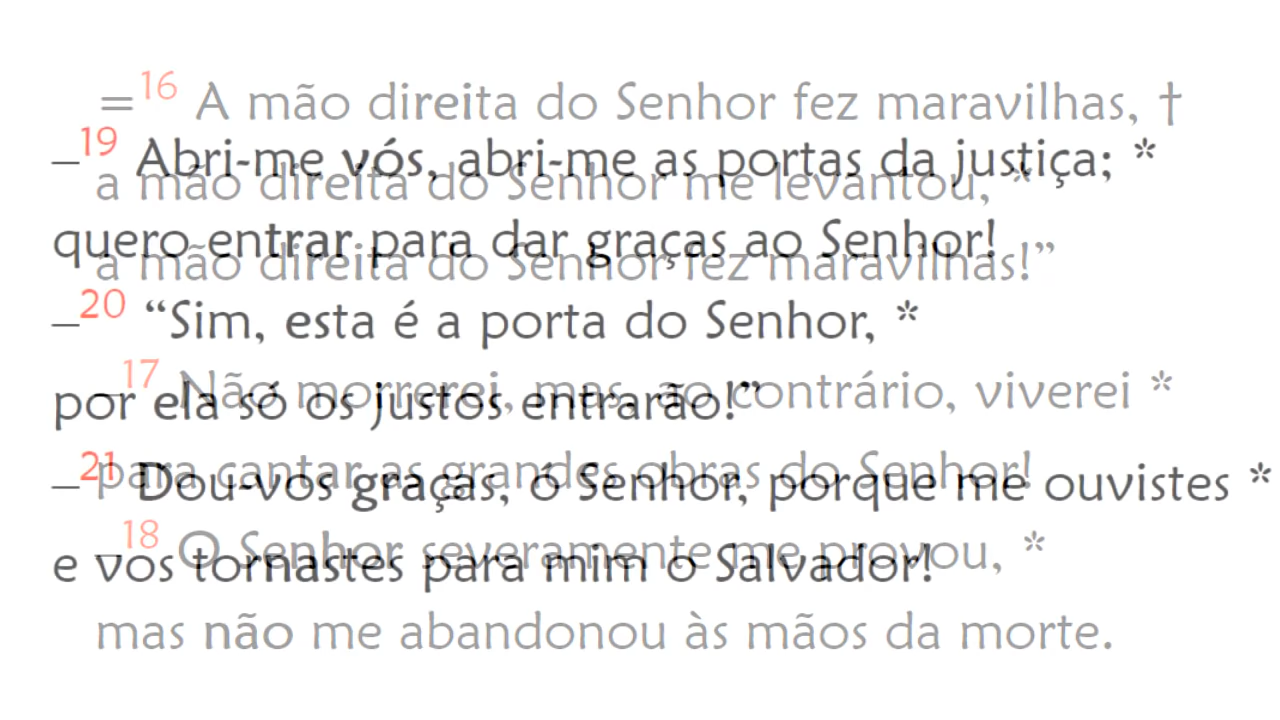 =16 A mão direita do Senhor fez maravilhas, †
a mão direita do Senhor me levantou, *
a mão direita do Senhor fez maravilhas!”
–17 Não morrerei, mas, ao contrário, viverei *
para cantar as grandes obras do Senhor!
–18 O Senhor severamente me provou, *
mas não me abandonou às mãos da morte.
–19 Abri-me vós, abri-me as portas da justiça; *
quero entrar para dar graças ao Senhor!
–20 “Sim, esta é a porta do Senhor, *
por ela só os justos entrarão!”
–21 Dou-vos graças, ó Senhor, porque me ouvistes *
e vos tornastes para mim o Salvador!